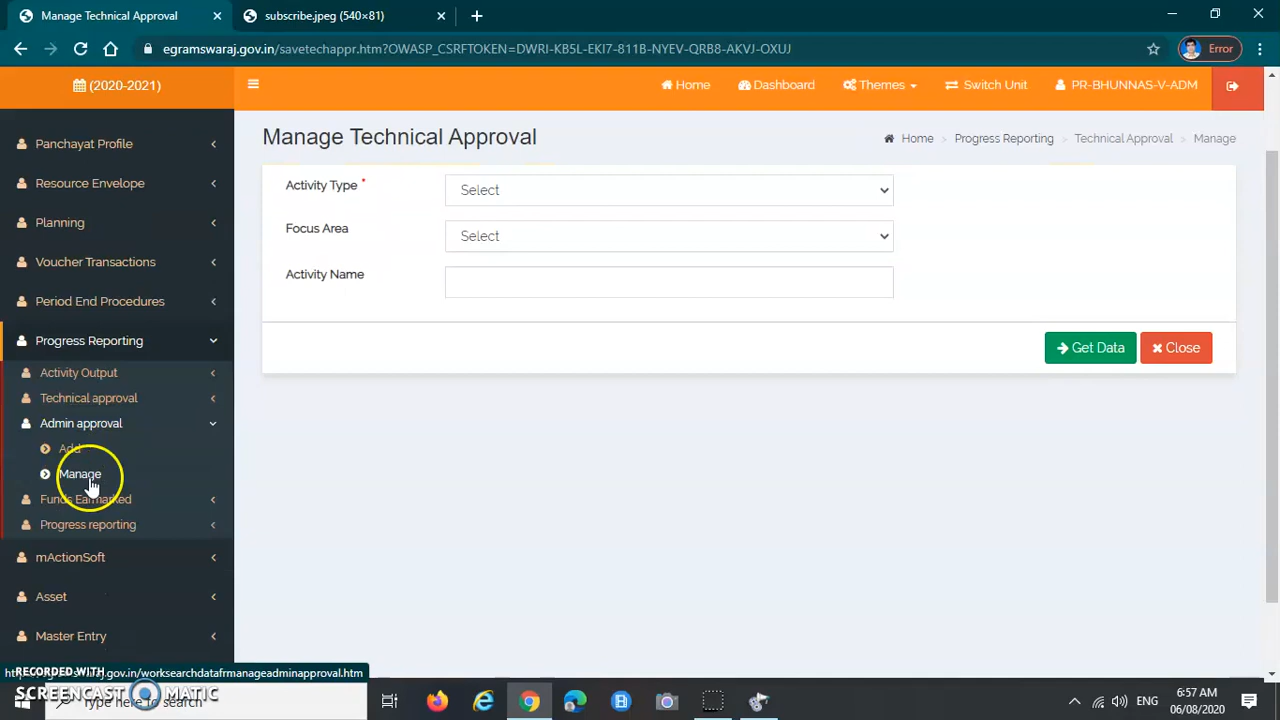 Manage Technical Approval
subscribe.jpeg (540×81)
egramswaraj.gov.in/savetechappr.htm?OWASP_CSRFTOKEN=DWRI-KB5L-EKI7-811B-NYEV-QRB8-AKVJ-OXUJ
Error
(2020-2021)
Home
Dashboard
Themes
Switch Unit
PR-BHUNNAS-V-ADM
Manage Technical Approval
Home > Progress Reporting > Technical Approval > Manage
Panchayat Profile
Resource Envelope
Planning
Voucher Transactions
Period End Procedures
Progress Reporting
Activity Output
Technical approval
Admin approval
Add
Manage
Funds Earmarked
Progress reporting
mActionSoft
Asset
Master Entry
Activity Type *
Select
Focus Area
Select
Activity Name
Get Data
Close
RECORDED WITH
SCREENCAST MATIC
Type here to search
ENG
6:57 AM
06/08/2020